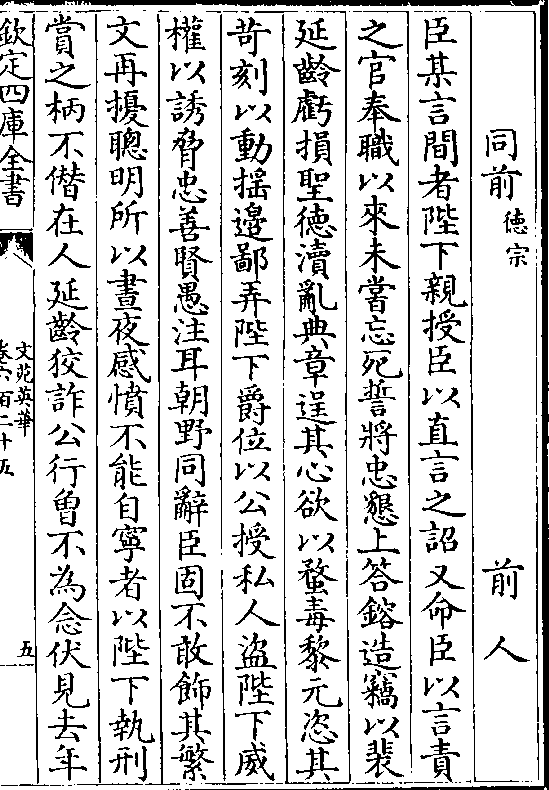 同前德宗　前人
臣某言間者陛下親授臣以直言之詔又命臣以言責
之官奉職以來未嘗忘死誓將忠懇上答鎔造竊以裴
延齡虧損聖德瀆亂典章逞其心欲以蝥毒黎元恣其
苛刻以動揺邉鄙弄陛下爵位以公授私人盗陛下威
權以誘脅忠善賢愚注耳朝野同辭臣固不敢飾其繁
文再擾聰明所以晝夜感憤不能自寧者以陛下執刑
賞之柄不僭在人延齡狡詐公行曾不為念伏見去年
欽定四庫全書
文苑英華
卷六百二十五
五